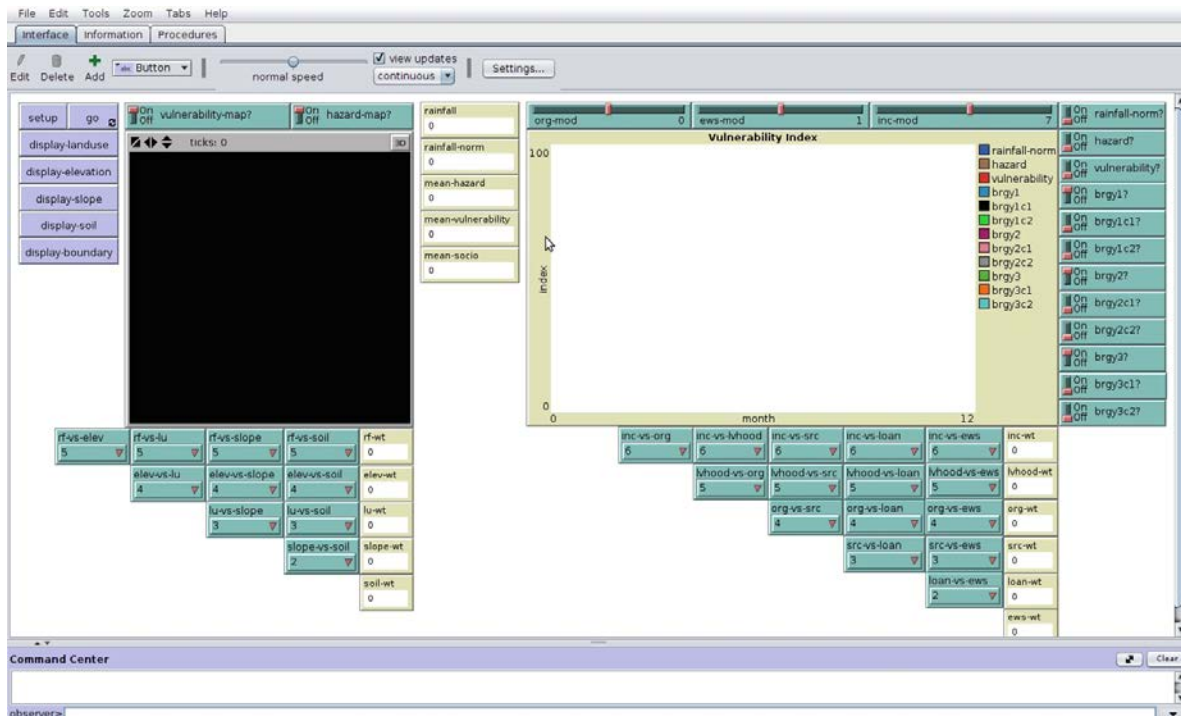 File Edit Tools Zoom Tabs Help
Interface Information Procedures
Edit Delete Add abc Button normal speed view updates continuous Settings...
setup go
On Off vulnerability-map?
On Off hazard-map?
display-landuse
display-elevation
display-slope
display-soil
display-boundary
ticks: 0 3D
rainfall
0
rainfall-norm
0
mean-hazard
0
mean-vulnerability
0
mean-socio
0
org-mod 0 ews-mod 1 inc-mod 7
Vulnerability Index
100
index
0
0 month 12
rainfall-norm
hazard
vulnerability
brgy1
brgy1c1
brgy1c2
brgy2
brgy2c1
brgy2c2
brgy3
brgy3c1
brgy3c2
On Off rainfall-norm?
On Off hazard?
On Off vulnerability?
On Off brgy1?
On Off brgy1c1?
On Off brgy1c2?
On Off brgy2?
On Off brgy2c1?
On Off brgy2c2?
On Off brgy3?
On Off brgy3c1?
On Off brgy3c2?
rf-vs-elev rf-vs-lu rf-vs-slope rf-vs-soil rf-wt
5 5 5 5 0
elev-vs-lu elev-vs-slope elev-vs-soil elev-wt
4 4 4 0
lu-vs-slope lu-vs-soil lu-wt
3 3 0
slope-vs-soil slope-wt
2 0
soil-wt
0
inc-vs-org inc-vs-lvhood inc-vs-src inc-vs-loan inc-vs-ews inc-wt
6 6 6 6 6 0
lvhood-vs-org lvhood-vs-src lvhood-vs-loan lvhood-vs-ews lvhood-wt
5 5 5 5 0
org-vs-src org-vs-loan org-vs-ews org-wt
4 4 4 0
src-vs-loan src-vs-ews src-wt
3 3 0
loan-vs-ews loan-wt
2 0
ews-wt
0
Command Center Clear
observer>